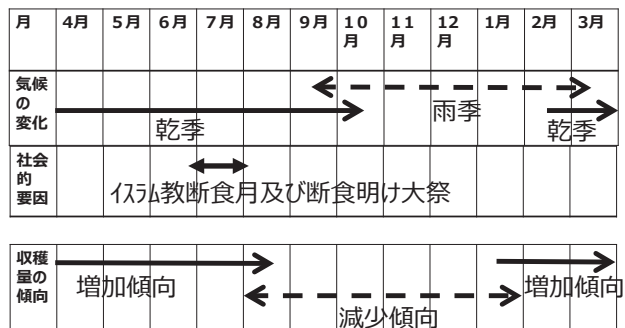 月 4月 5月 6月 7月 8月 9月 10月 11月 12月 1月 2月 3月
気候の変化
乾季
雨季
乾季
社会的要因
ｲｽﾗﾑ教断食月及び断食明け大祭
収穫量の傾向
増加傾向
減少傾向
増加傾向